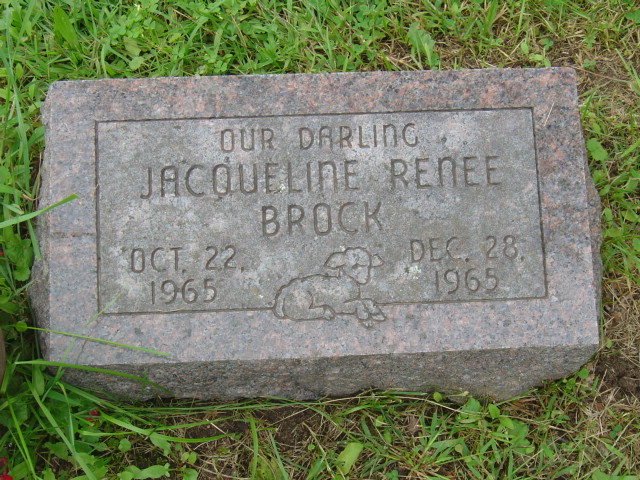 OUR DARLING
JACQUELINE RENEE
BROCK
OCT. 22, DEC. 28,
1965 1965